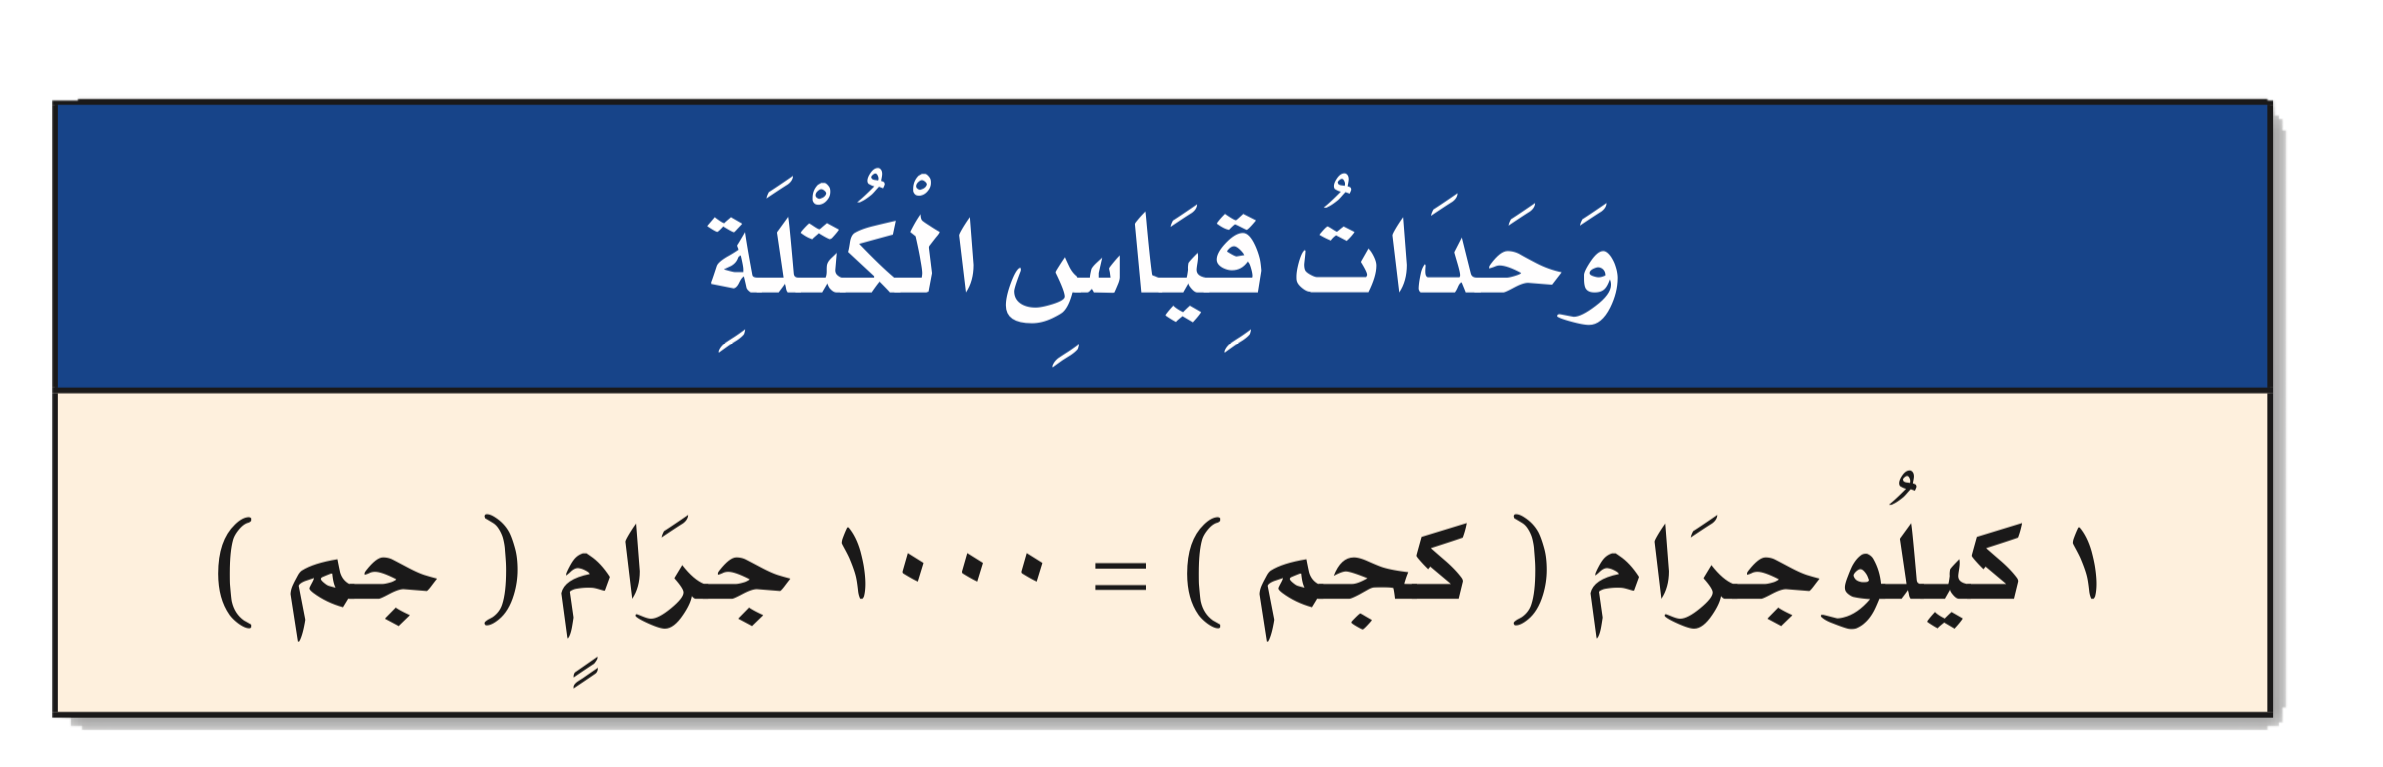 وَحَدَاتُ قِيَاسِ الْكُتْلَةِ
١ كيلُوجرَام ( كجم ) = ١٠٠٠ جرَامٍ ( جم )